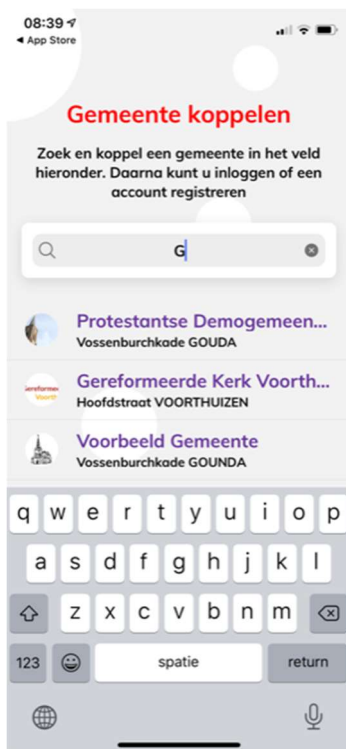 08:39
◀ App Store
Gemeente koppelen
Zoek en koppel een gemeente in het veld
hieronder. Daarna kunt u inloggen of een
account registreren
G
Protestantse Demogemeen...
Vossenburchkade GOUDA
Gereformeerde Kerk Voorth...
Hoofdstraat VOORTHUIZEN
Voorbeeld Gemeente
Vossenburchkade GOUNDA
q w e r t y u i o p
a s d f g h j k l
z x c v b n m
123 spatie return